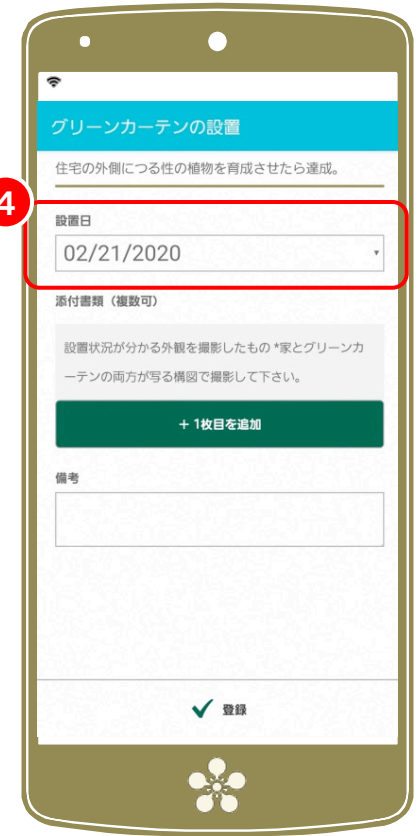 グリーンカーテンの設置
住宅の外側につる性の植物を育成させたら達成。
4
設置日
02/21/2020
添付書類（複数可）
設置状況が分かる外観を撮影したもの *家とグリーンカ
ーテンの両方が写る構図で撮影して下さい。
+ 1枚目を追加
備考
登録